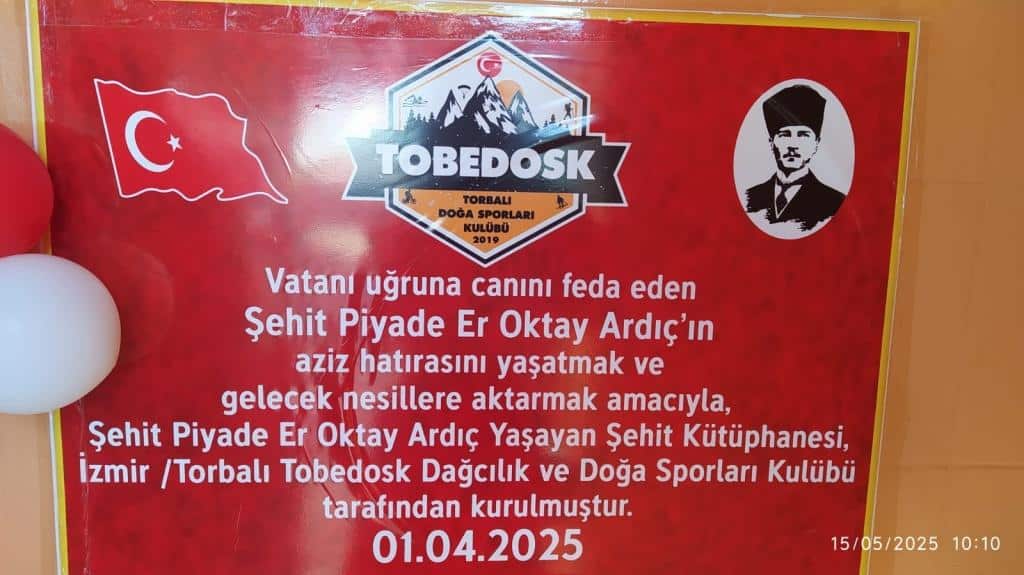 TOBEDOSK
TORBALI
DOĞA SPORLARI
KULÜBÜ
2019
Vatanı uğruna canını feda eden
Şehit Piyade Er Oktay Ardıç'ın
aziz hatırasını yaşatmak ve
gelecek nesillere aktarmak amacıyla,
Şehit Piyade Er Oktay Ardıç Yaşayan Şehit Kütüphanesi,
İzmir /Torbalı Tobedosk Dağcılık ve Doğa Sporları Kulübü
tarafından kurulmuştur.
01.04.2025
15/05/2025 10:10